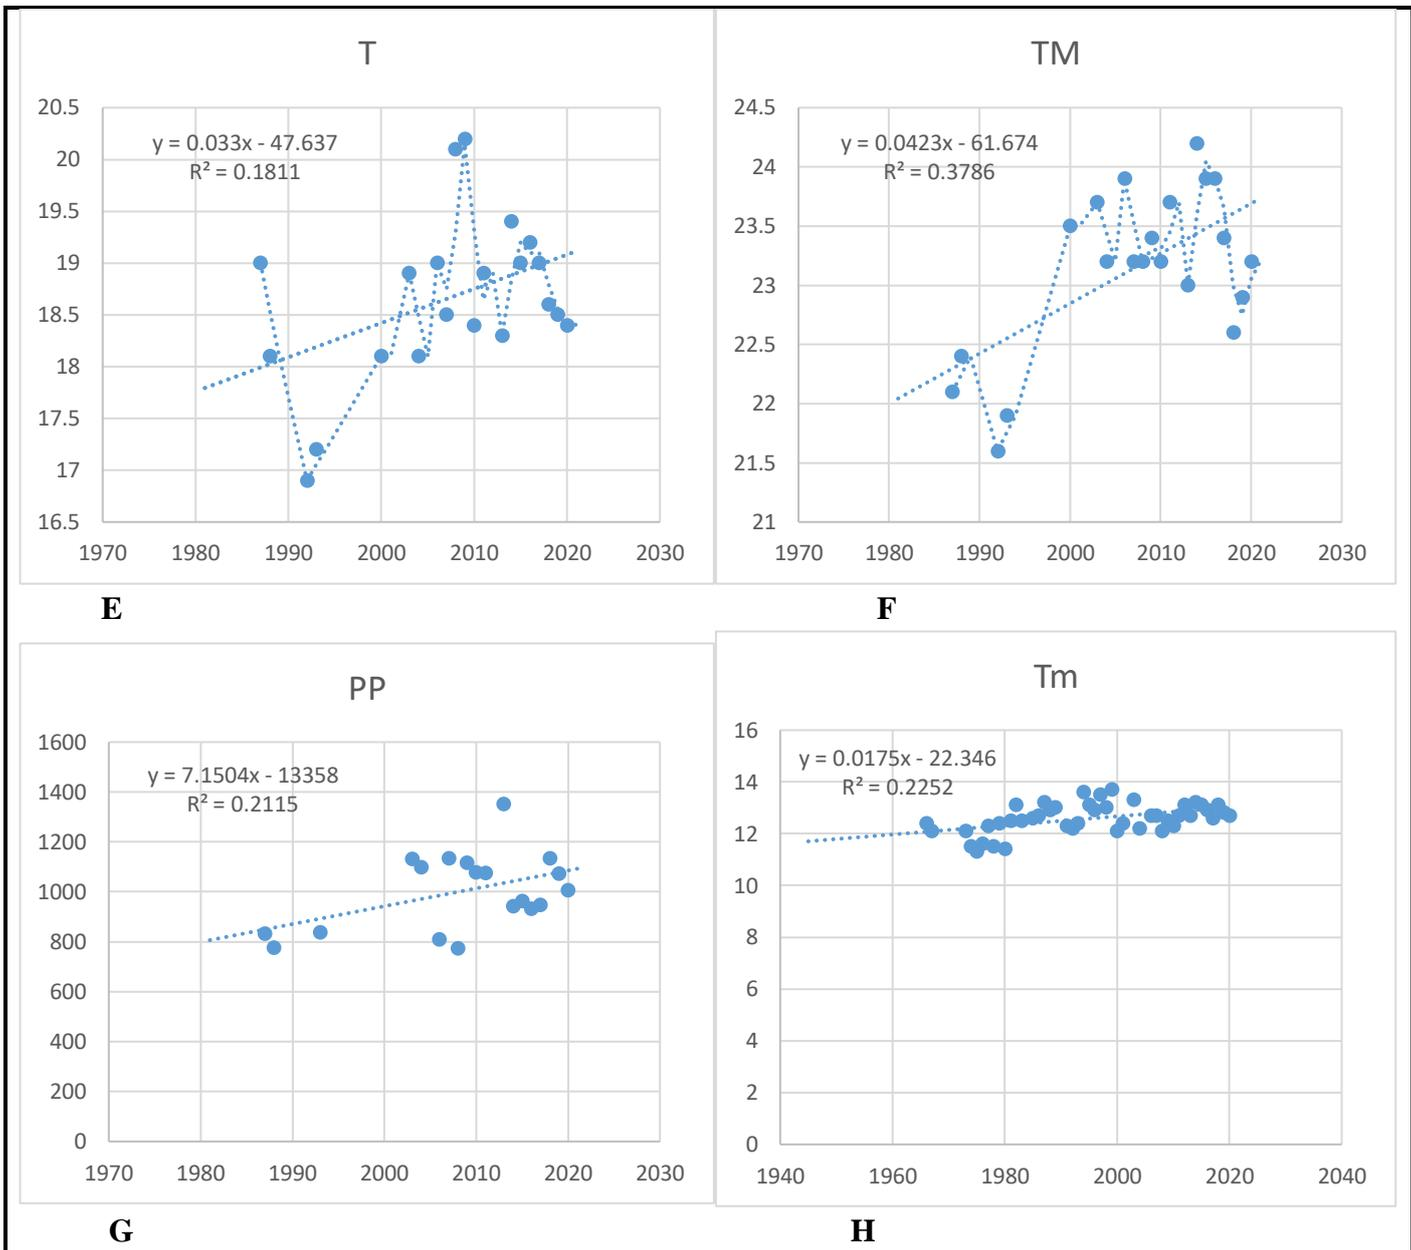 T
20.5
20
19.5
19
18.5
18
17.5
17
16.5
y = 0.033x - 47.637
R² = 0.1811
1970 1980 1990 2000 2010 2020 2030
E
TM
24.5
24
23.5
23
22.5
22
21.5
21
y = 0.0423x - 61.674
R² = 0.3786
1970 1980 1990 2000 2010 2020 2030
F
PP
1600
1400
1200
1000
800
600
400
200
0
y = 7.1504x - 13358
R² = 0.2115
1970 1980 1990 2000 2010 2020 2030
G
Tm
16
14
12
10
8
6
4
2
0
y = 0.0175x - 22.346
R² = 0.2252
1940 1960 1980 2000 2020 2040
H